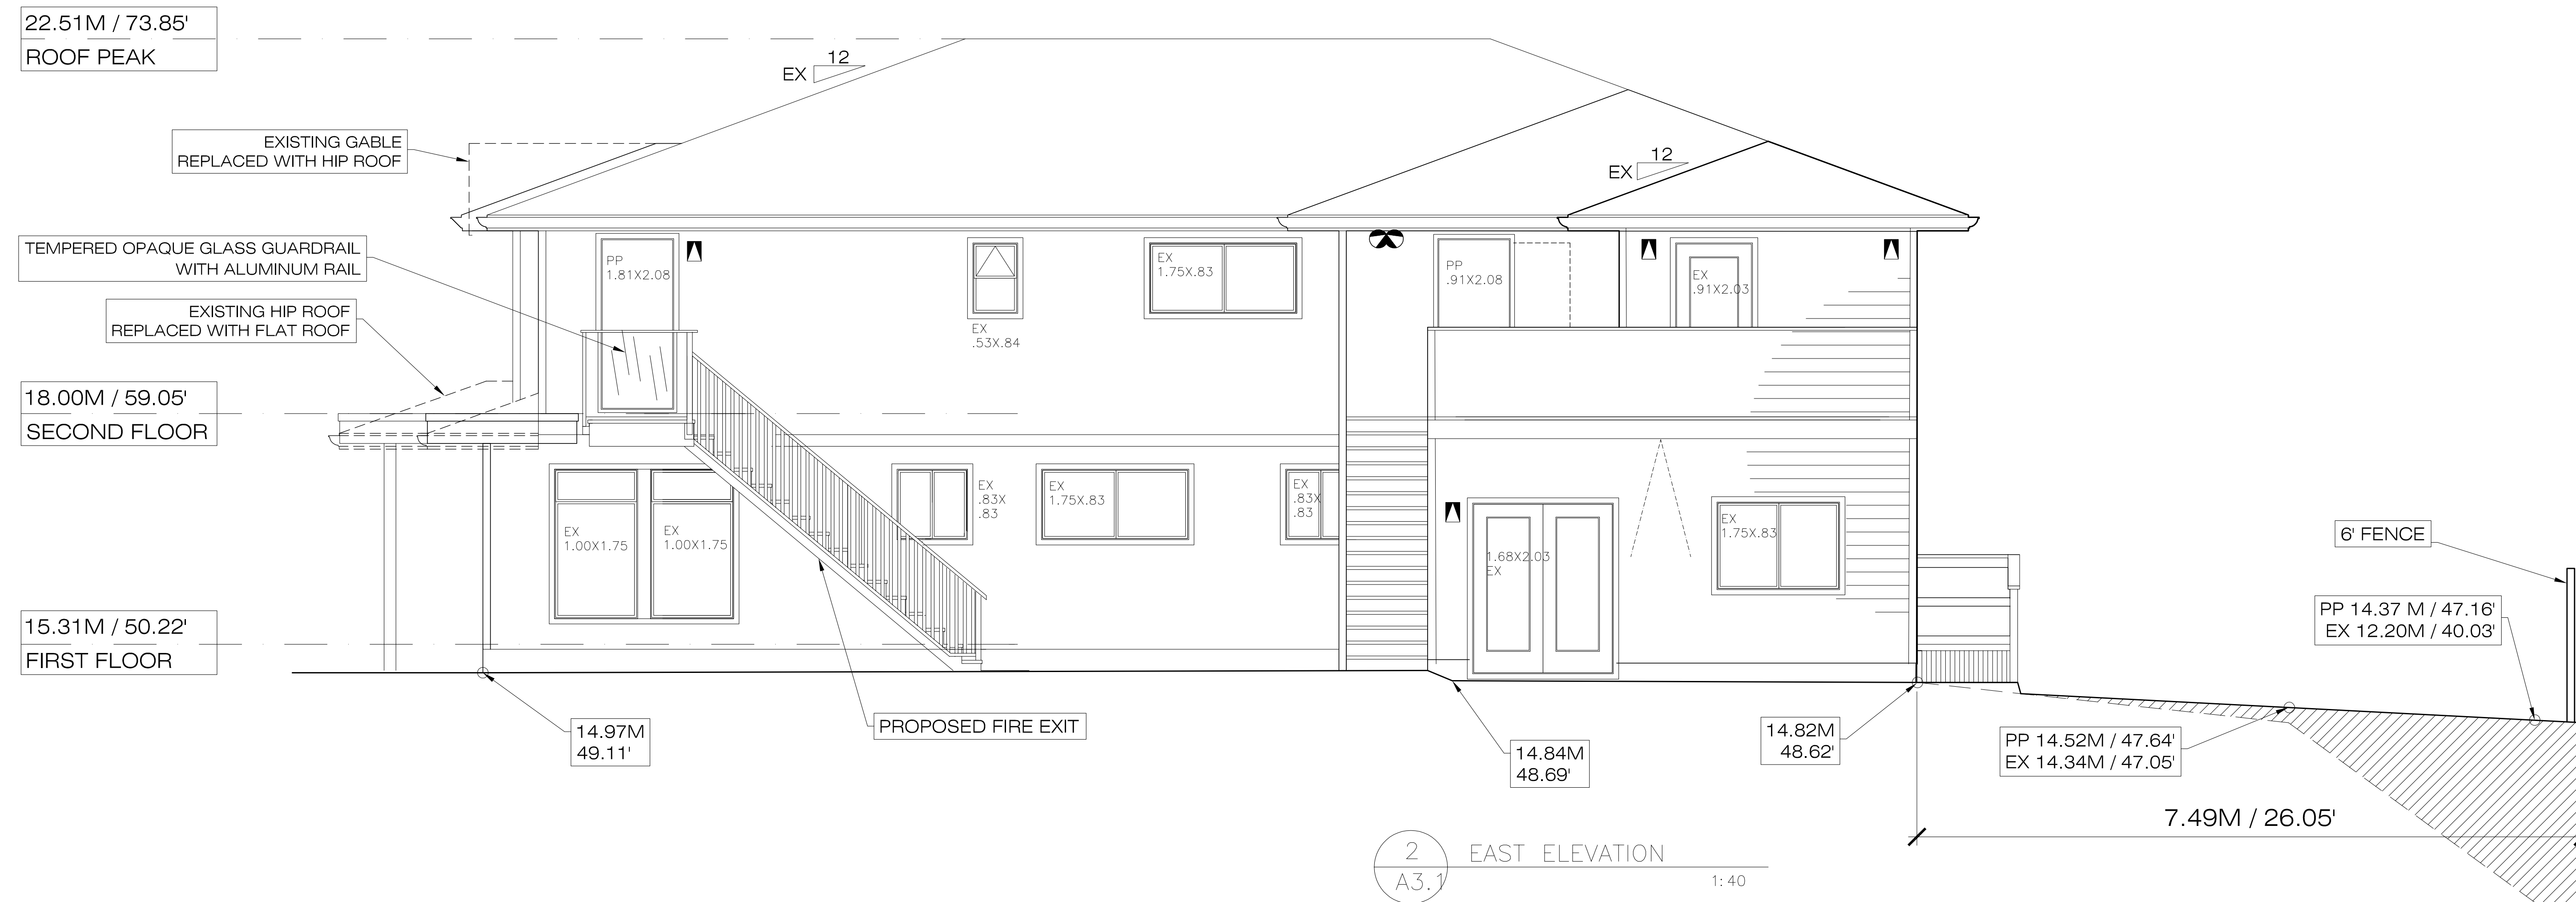 22.51M / 73.85'
ROOF PEAK
12
EX
EXISTING GABLE
REPLACED WITH HIP ROOF
12
EX
TEMPERED OPAQUE GLASS GUARDRAIL
WITH ALUMINUM RAIL
PP
1.81X2.08
EX
.53X.84
EX
1.75X.83
PP
.91X2.08
EX
.91X2.03
EXISTING HIP ROOF
REPLACED WITH FLAT ROOF
18.00M / 59.05'
SECOND FLOOR
EX
1.00X1.75
EX
1.00X1.75
EX
.83X
.83
EX
1.75X.83
EX
.83X
.83
1.68X2.03
EX
EX
1.75X.83
6' FENCE
15.31M / 50.22'
FIRST FLOOR
PP 14.37 M / 47.16'
EX 12.20M / 40.03'
14.97M
49.11'
PROPOSED FIRE EXIT
14.84M
48.69'
14.82M
48.62'
PP 14.52M / 47.64'
EX 14.34M / 47.05'
7.49M / 26.05'
2
A3.1
EAST ELEVATION
1:40